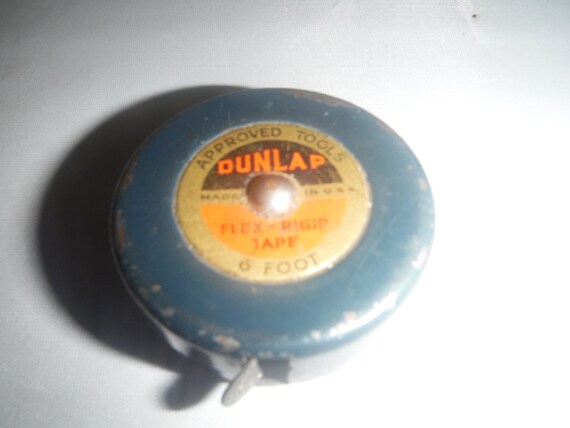 APPROVED TOOLS
DUNLAP
MADE IN U.S.A.
FLEX-RIGID
TAPE
6 FOOT